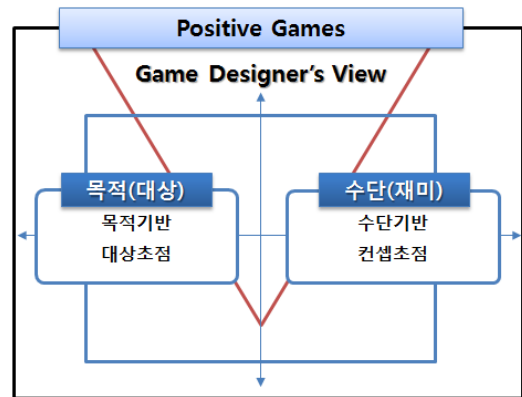 Positive Games
Game Designer's View
목적(대상)
목적기반
대상초점
수단(재미)
수단기반
컨셉초점